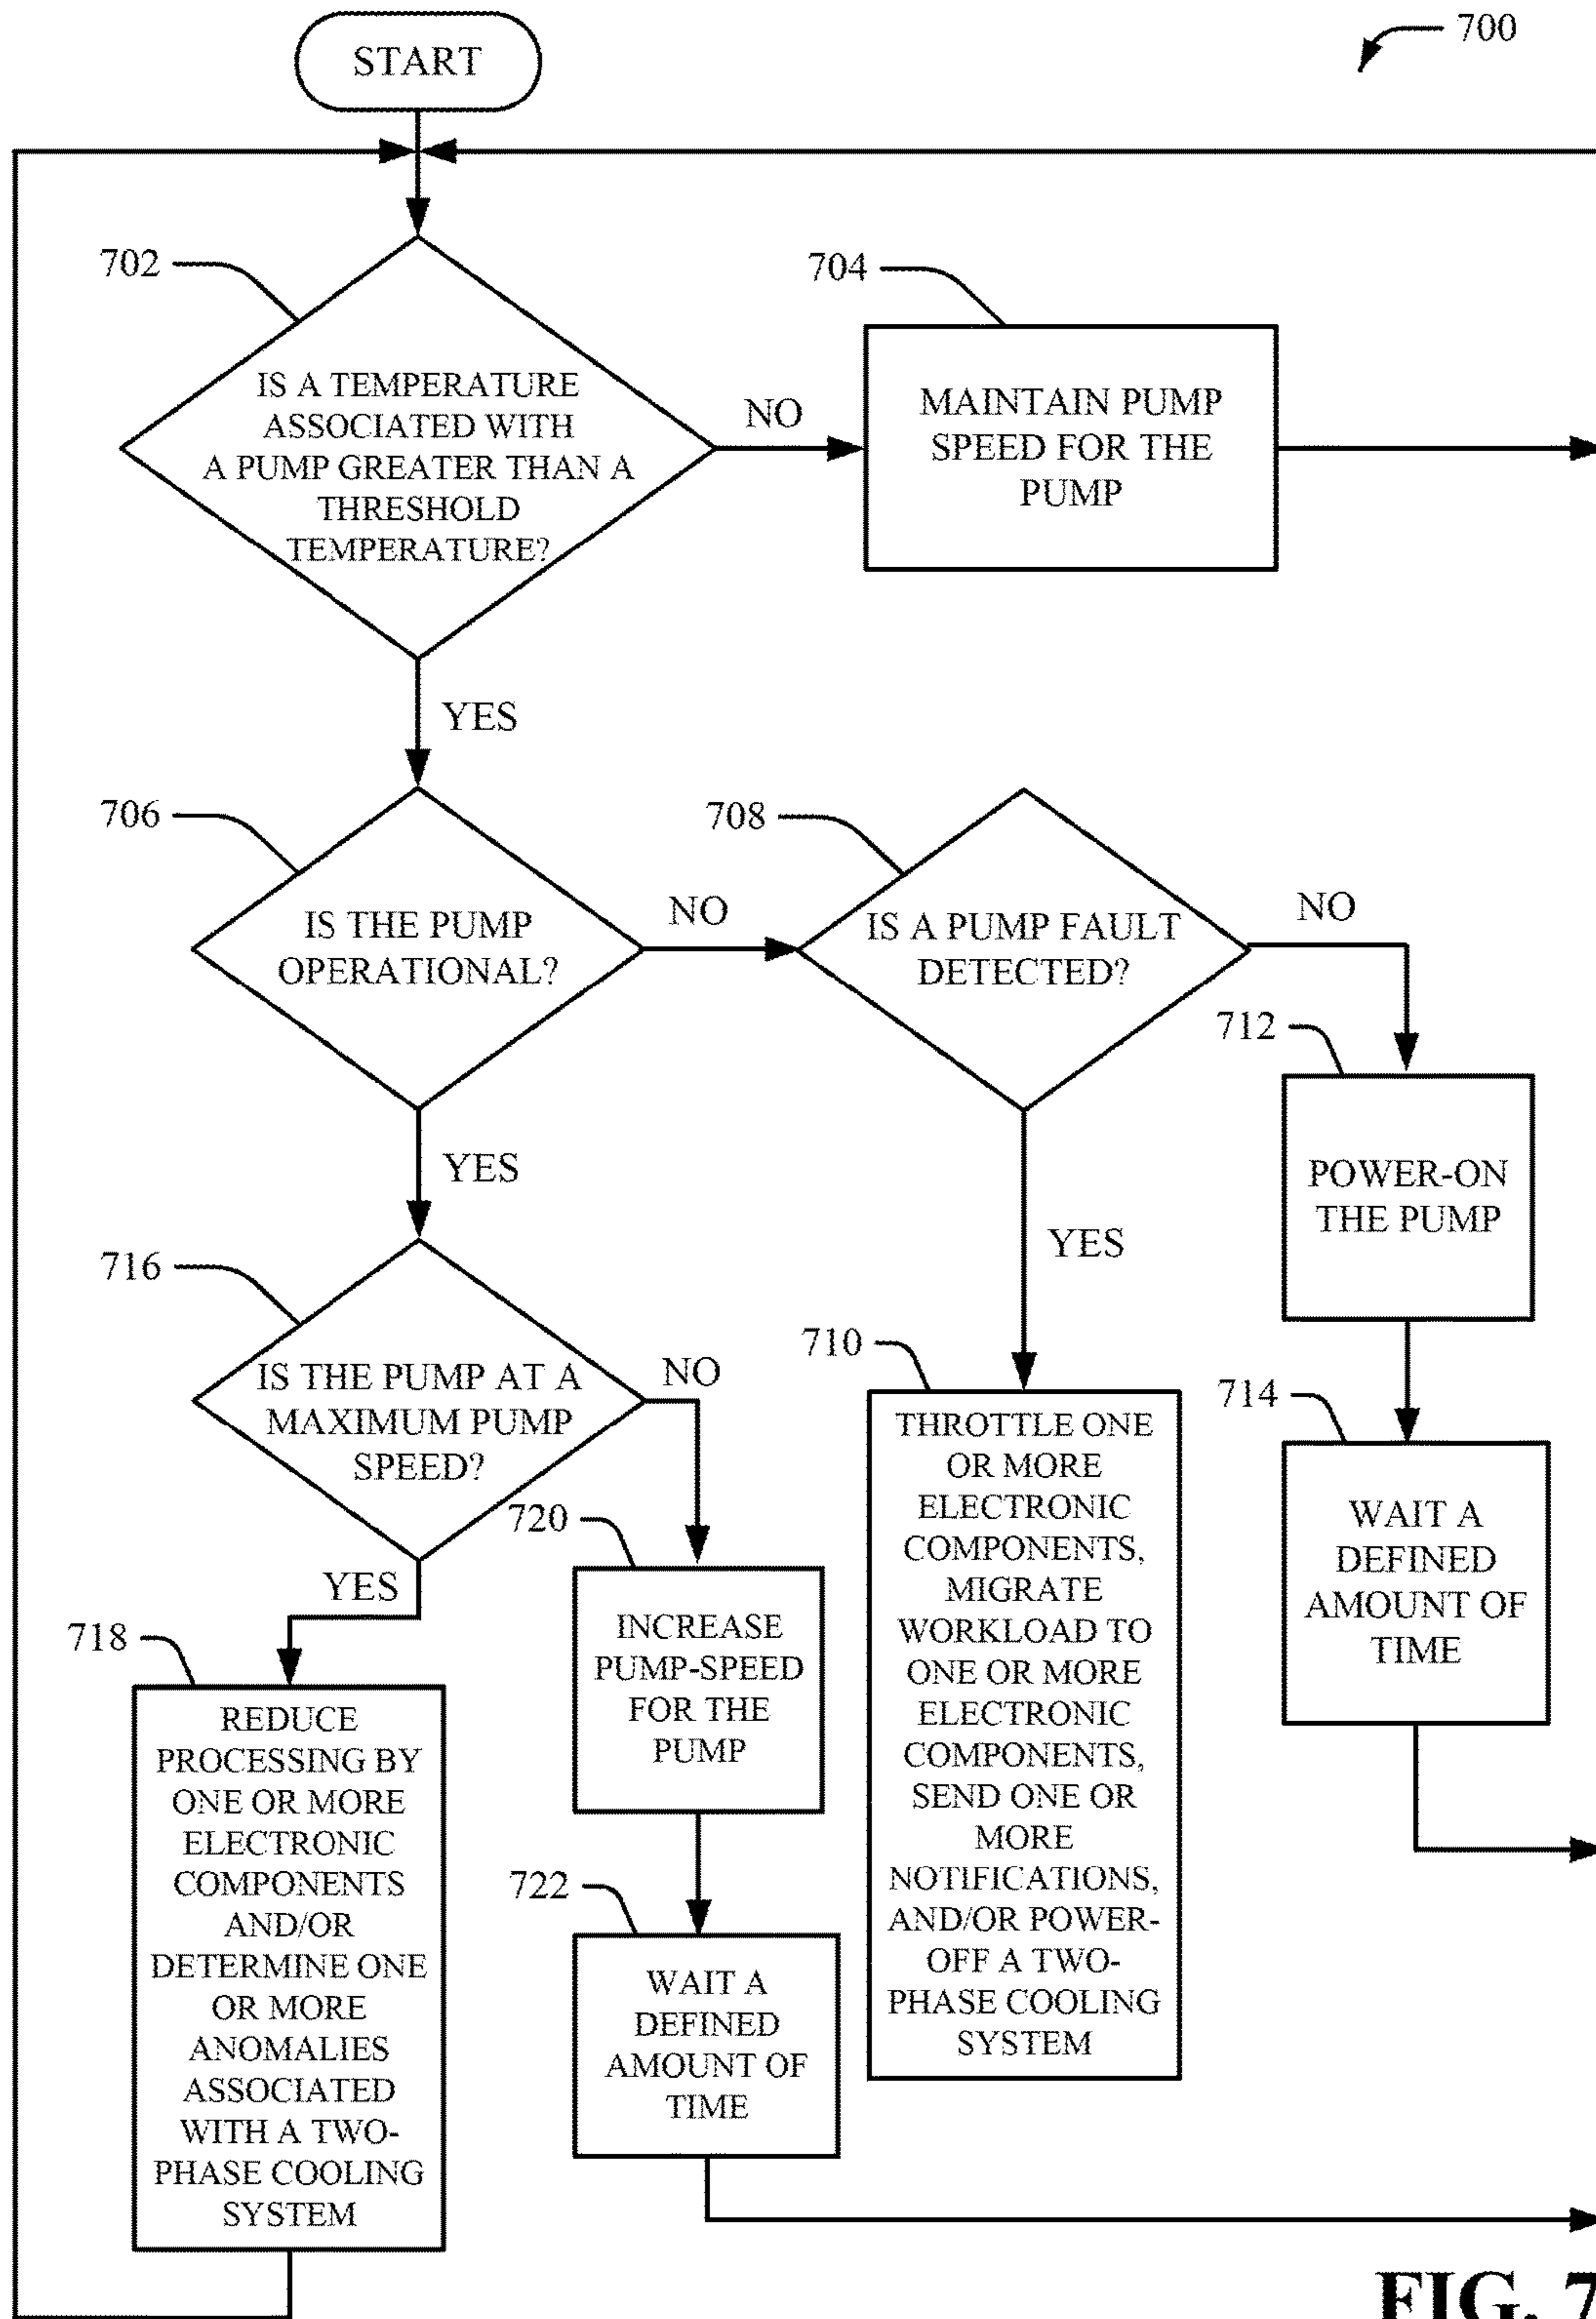 START
700
702
IS A TEMPERATURE
ASSOCIATED WITH
A PUMP GREATER THAN A
THRESHOLD
TEMPERATURE?
NO
704
MAINTAIN PUMP
SPEED FOR THE
PUMP
YES
706
IS THE PUMP
OPERATIONAL?
NO
708
IS A PUMP FAULT
DETECTED?
NO
712
POWER-ON
THE PUMP
714
WAIT A
DEFINED
AMOUNT OF
TIME
YES
710
THROTTLE ONE
OR MORE
ELECTRONIC
COMPONENTS,
MIGRATE
WORKLOAD TO
ONE OR MORE
ELECTRONIC
COMPONENTS,
SEND ONE OR
MORE
NOTIFICATIONS,
AND/OR POWER-
OFF A TWO-
PHASE COOLING
SYSTEM
YES
716
IS THE PUMP AT A
MAXIMUM PUMP
SPEED?
NO
720
INCREASE
PUMP-SPEED
FOR THE
PUMP
722
WAIT A
DEFINED
AMOUNT OF
TIME
YES
718
REDUCE
PROCESSING BY
ONE OR MORE
ELECTRONIC
COMPONENTS
AND/OR
DETERMINE ONE
OR MORE
ANOMALIES
ASSOCIATED
WITH A TWO-
PHASE COOLING
SYSTEM
FIG. 7